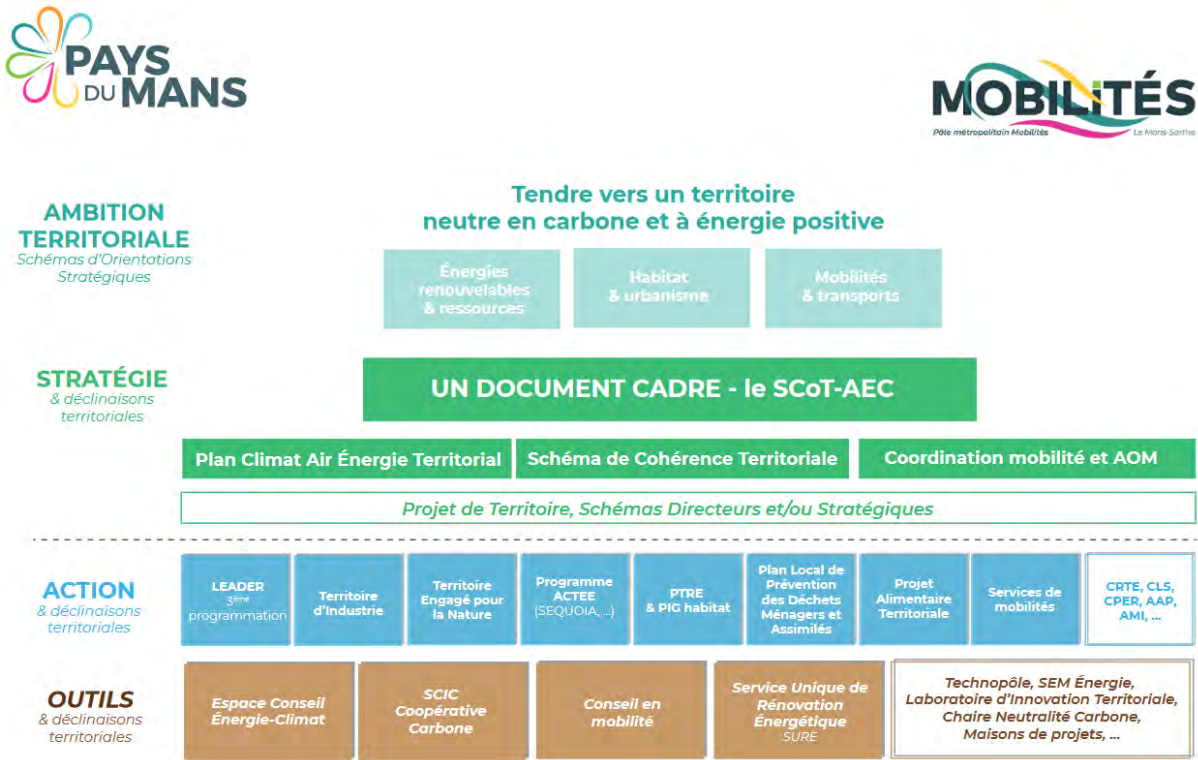 PAYS
DU MANS
MOBILiTÉS
Pôle métropolitain Mobilités
Le Mans-Sarthe
AMBITION
TERRITORIALE
Schémas d'Orientations
Stratégiques
Tendre vers un territoire
neutre en carbone et à énergie positive
Énergies
renouvelables
& ressources
Habitat
& urbanisme
Mobilités
& transports
STRATÉGIE
& déclinaisons
territoriales
UN DOCUMENT CADRE - le SCoT-AEC
Plan Climat Air Énergie Territorial
Schéma de Cohérence Territoriale
Coordination mobilité et AOM
Projet de Territoire, Schémas Directeurs et/ou Stratégiques
ACTION
& déclinaisons
territoriales
LEADER
3ème
programmation
Territoire
d'Industrie
Territoire
Engagé pour
la Nature
Programme
ACTEE
(SEQUOIA, ...)
PTRE
& PIG habitat
Plan Local de
Prévention
des Déchets
Ménagers et
Assimilés
Projet
Alimentaire
Territoriale
Services de
mobilités
CRTE, CLS,
CPER, AAP,
AMI, ...
OUTILS
& déclinaisons
territoriales
Espace Conseil
Énergie-Climat
SCIC
Coopérative
Carbone
Conseil en
mobilité
Service Unique de
Rénovation
Énergétique
SURE
Technopôle, SEM Énergie,
Laboratoire d'Innovation Territoriale,
Chaire Neutralité Carbone,
Maisons de projets, ...